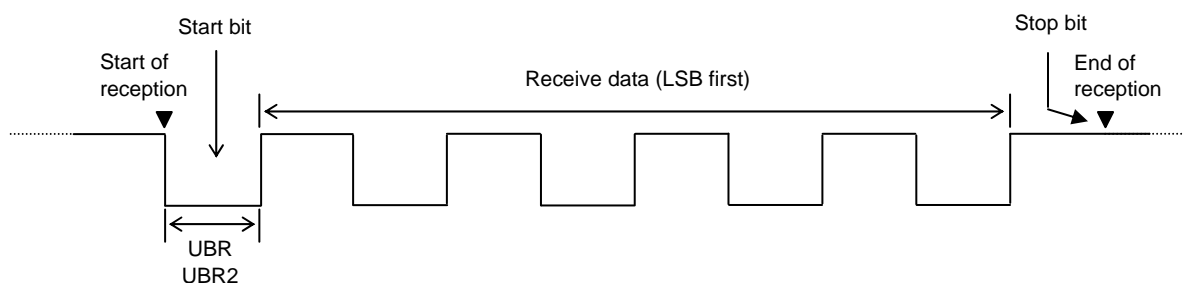 Start bit
Stop bit
Start of
reception
Receive data (LSB first)
End of
reception
UBR
UBR2